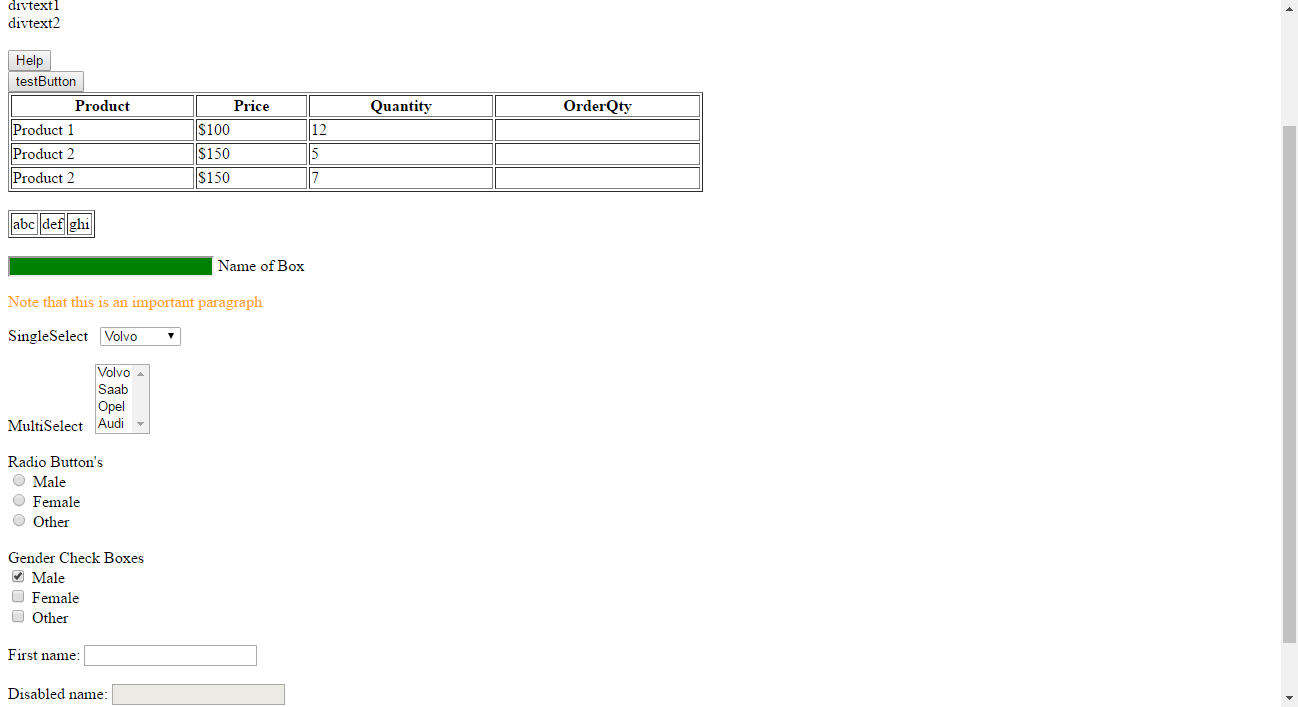 divtext1
divtext2
Help
testButton
Product Price Quantity OrderQty
Product 1 $100 12
Product 2 $150 5
Product 2 $150 7
abc def ghi
Name of Box
Note that this is an important paragraph
SingleSelect Volvo
Volvo
Saab
Opel
Audi
MultiSelect
Radio Button's
Male
Female
Other
Gender Check Boxes
Male
Female
Other
First name:
Disabled name: